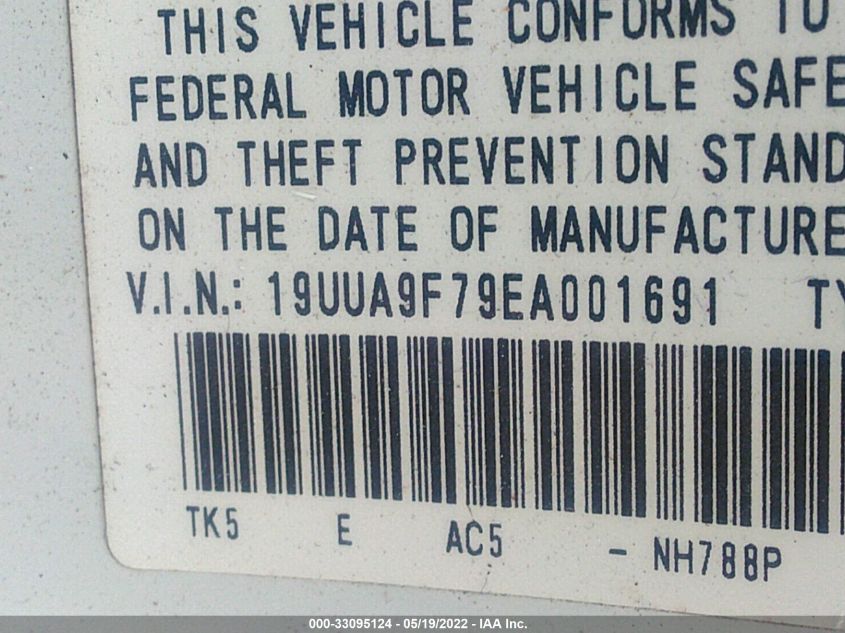 THIS VEHICLE CONFORMS TO
FEDERAL MOTOR VEHICLE SAFE
AND THEFT PREVENTION STAND
ON THE DATE OF MANUFACTURE
V.I.N.: 19UUA9F79EA001691 TY
TK5 E AC5 - NH788P
000-33095124 - 05/19/2022 - IAA Inc.